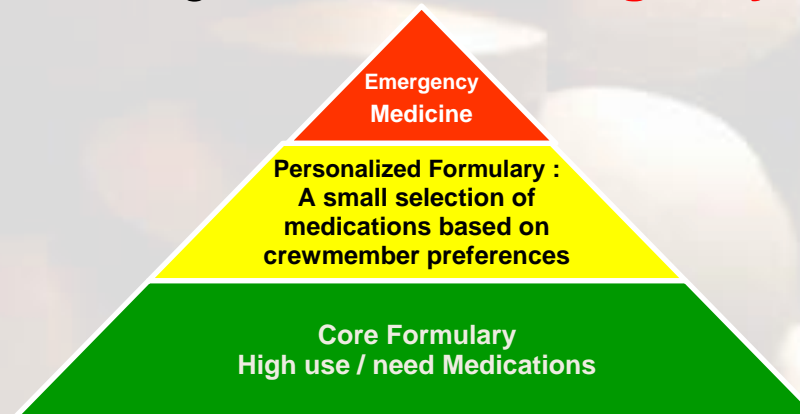 Emergency
Medicine
Personalized Formulary :
A small selection of
medications based on
crewmember preferences
Core Formulary
High use / need Medications